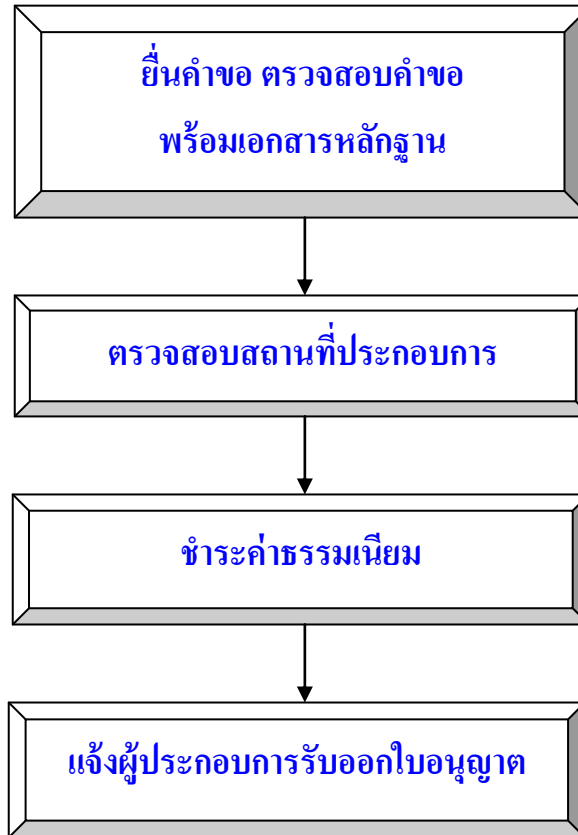 ยื่นคำขอ ตรวจสอบคำขอ
พร้อมเอกสารหลักฐาน
ตรวจสอบสถานที่ประกอบการ
ชำระค่าธรรมเนียม
แจ้งผู้ประกอบการรับออกใบอนุญาต